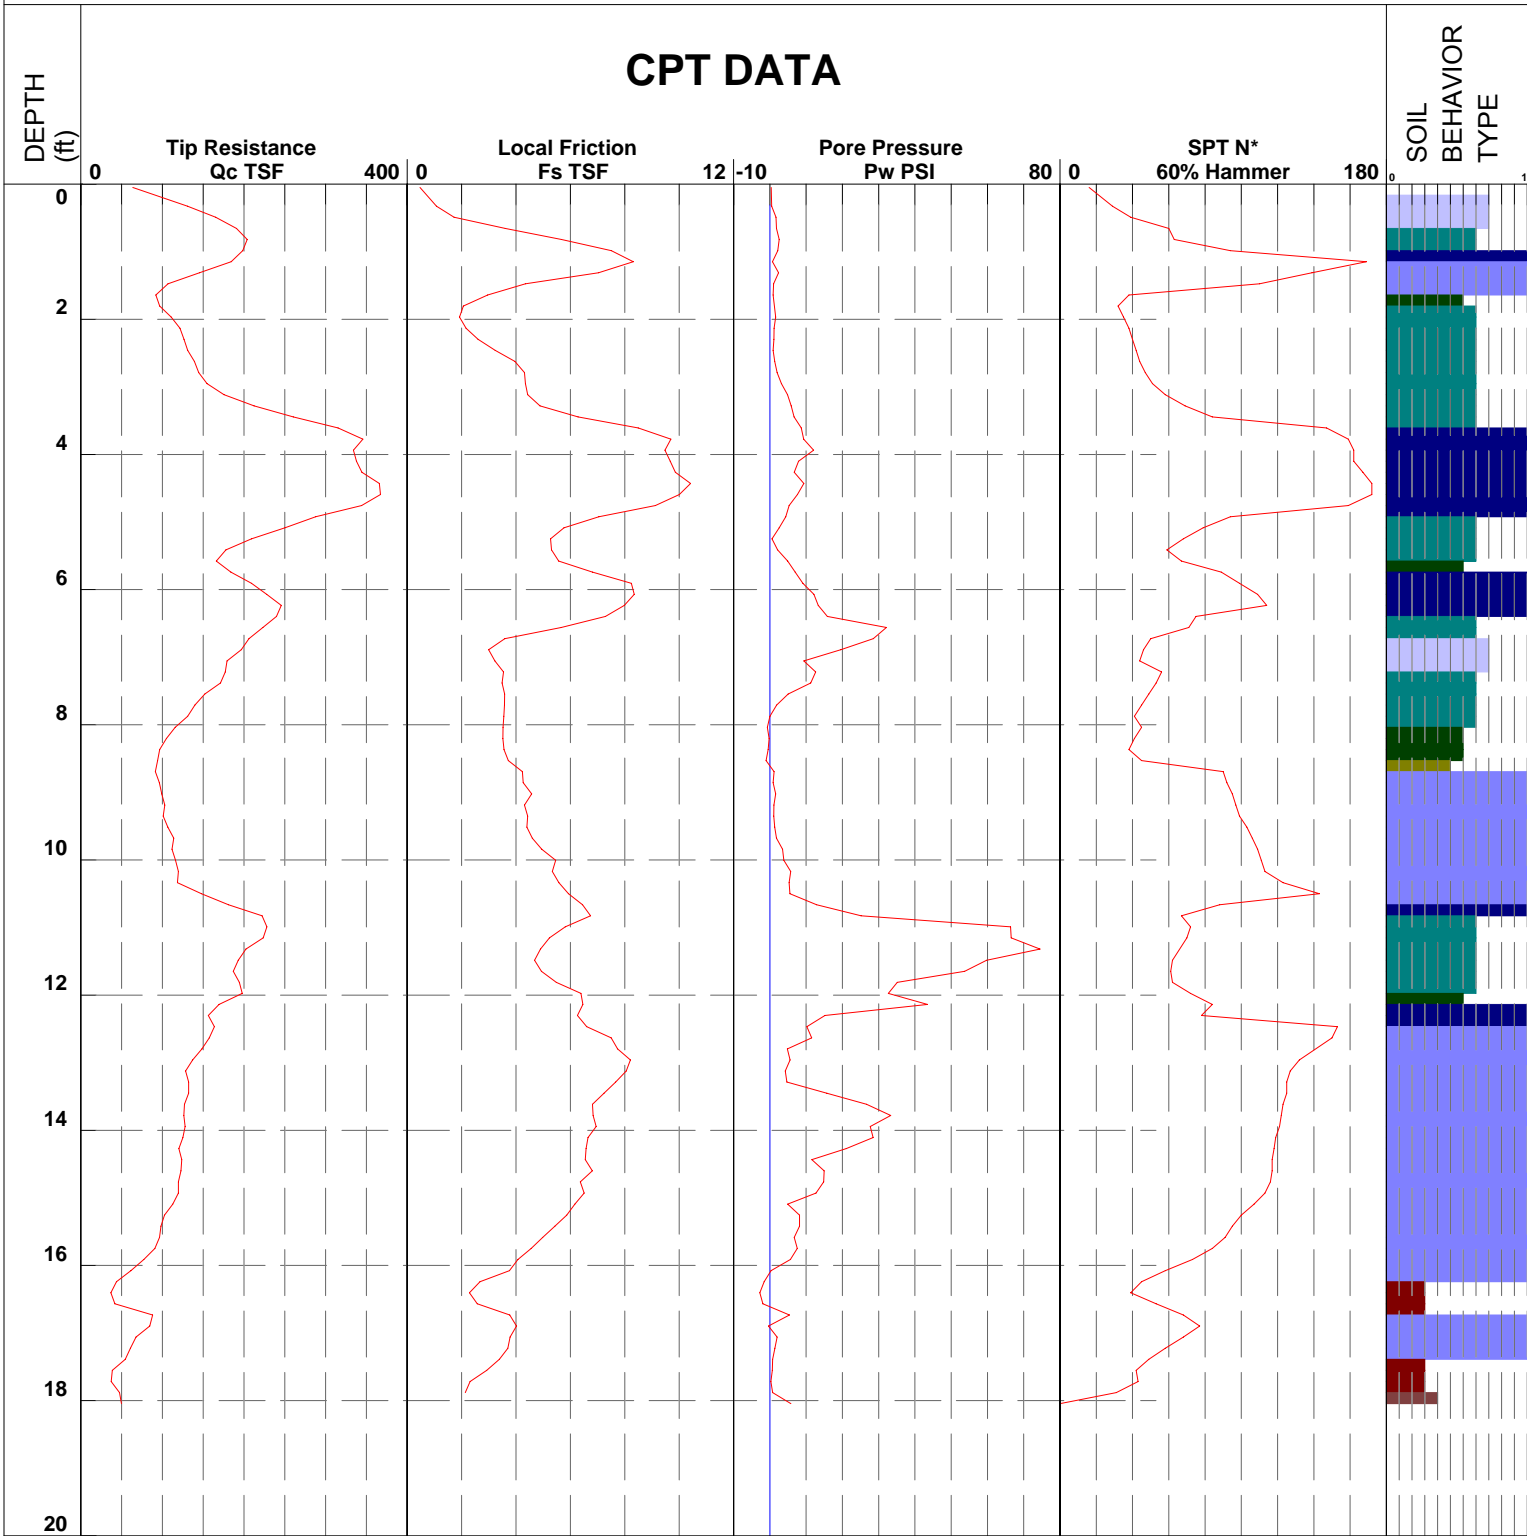 CPT DATA
DEPTH
(ft)
SOIL
BEHAVIOR
TYPE
Tip Resistance
0 Qc TSF 400
Local Friction
0 Fs TSF 12
Pore Pressure
-10 Pw PSI 80
SPT N*
0 60% Hammer 180
0 1
0
2
4
6
8
10
12
14
16
18
20